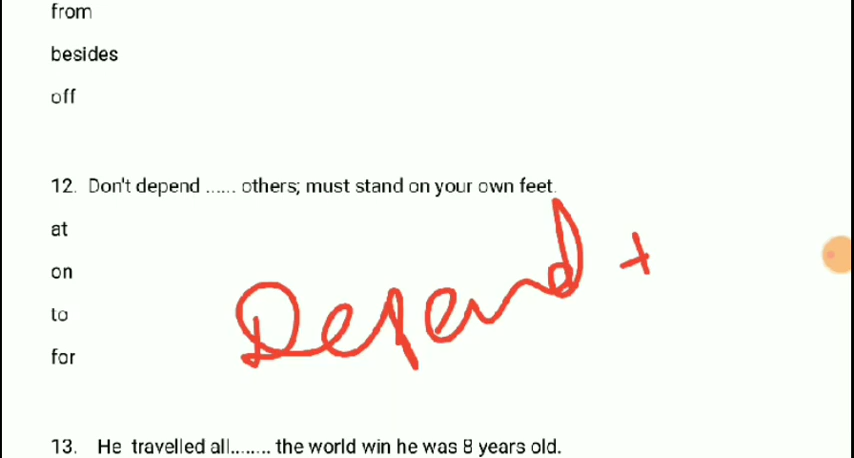 from
besides
off
12. Don't depend ...... others; must stand on your own feet.
at
on
to
for
Depend +
13. He travelled all........ the world win he was 8 years old.